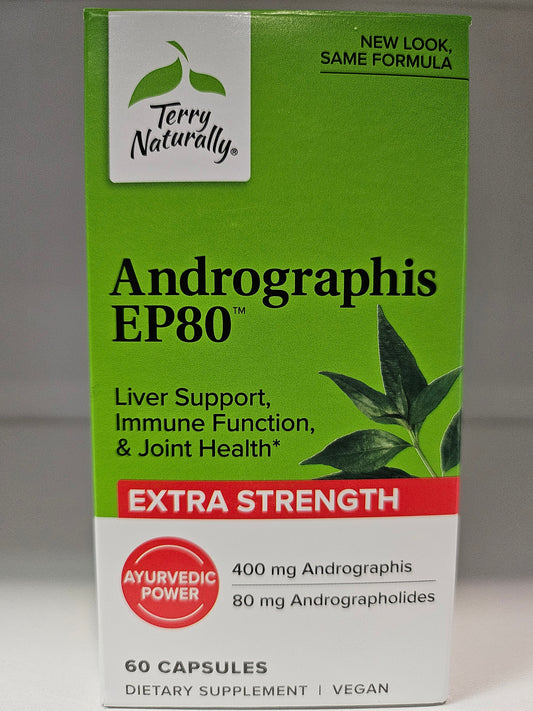 Terry
Naturally®
NEW LOOK,
SAME FORMULA
Andrographis
EP80™
Liver Support,
Immune Function,
& Joint Health*
EXTRA STRENGTH
AYURVEDIC
POWER
400 mg Andrographis
80 mg Andrographolides
60 CAPSULES
DIETARY SUPPLEMENT | VEGAN